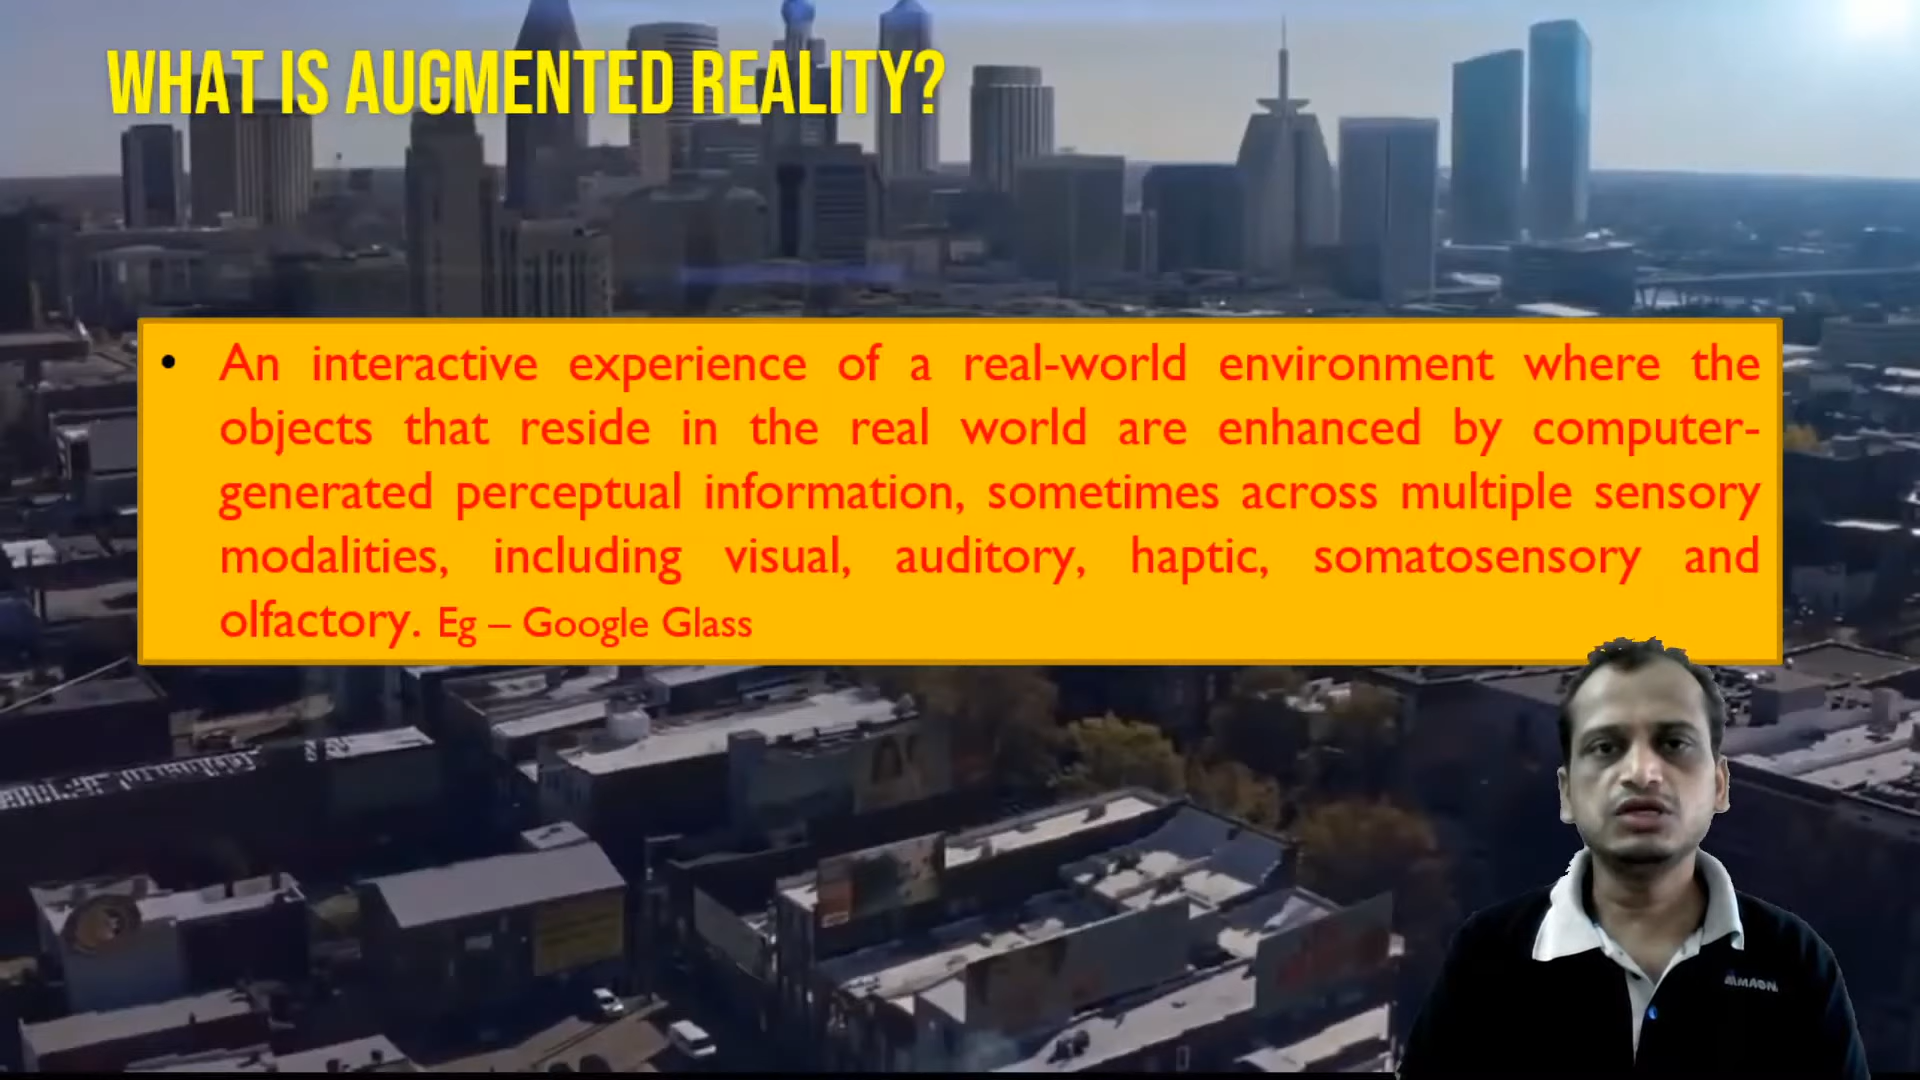 WHAT IS AUGMENTED REALITY?
• An interactive experience of a real-world environment where the
objects that reside in the real world are enhanced by computer-
generated perceptual information, sometimes across multiple sensory
modalities, including visual, auditory, haptic, somatosensory and
olfactory. Eg – Google Glass